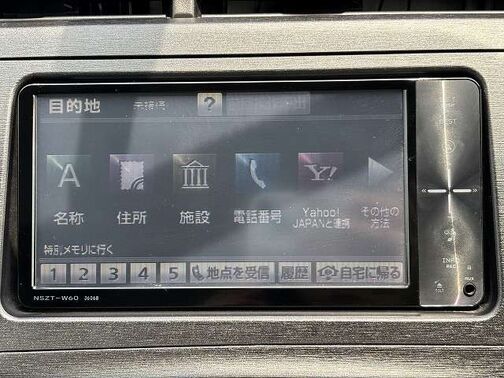 目的地 未接続 ?
A
名称 住所 施設 電話番号 Yahoo! JAPANと連携 その他の方法
Y!
特別メモリに行く
1 2 3 4 5 地点を受信 履歴 自宅に帰る
NSZT-W60
INFO
AUX